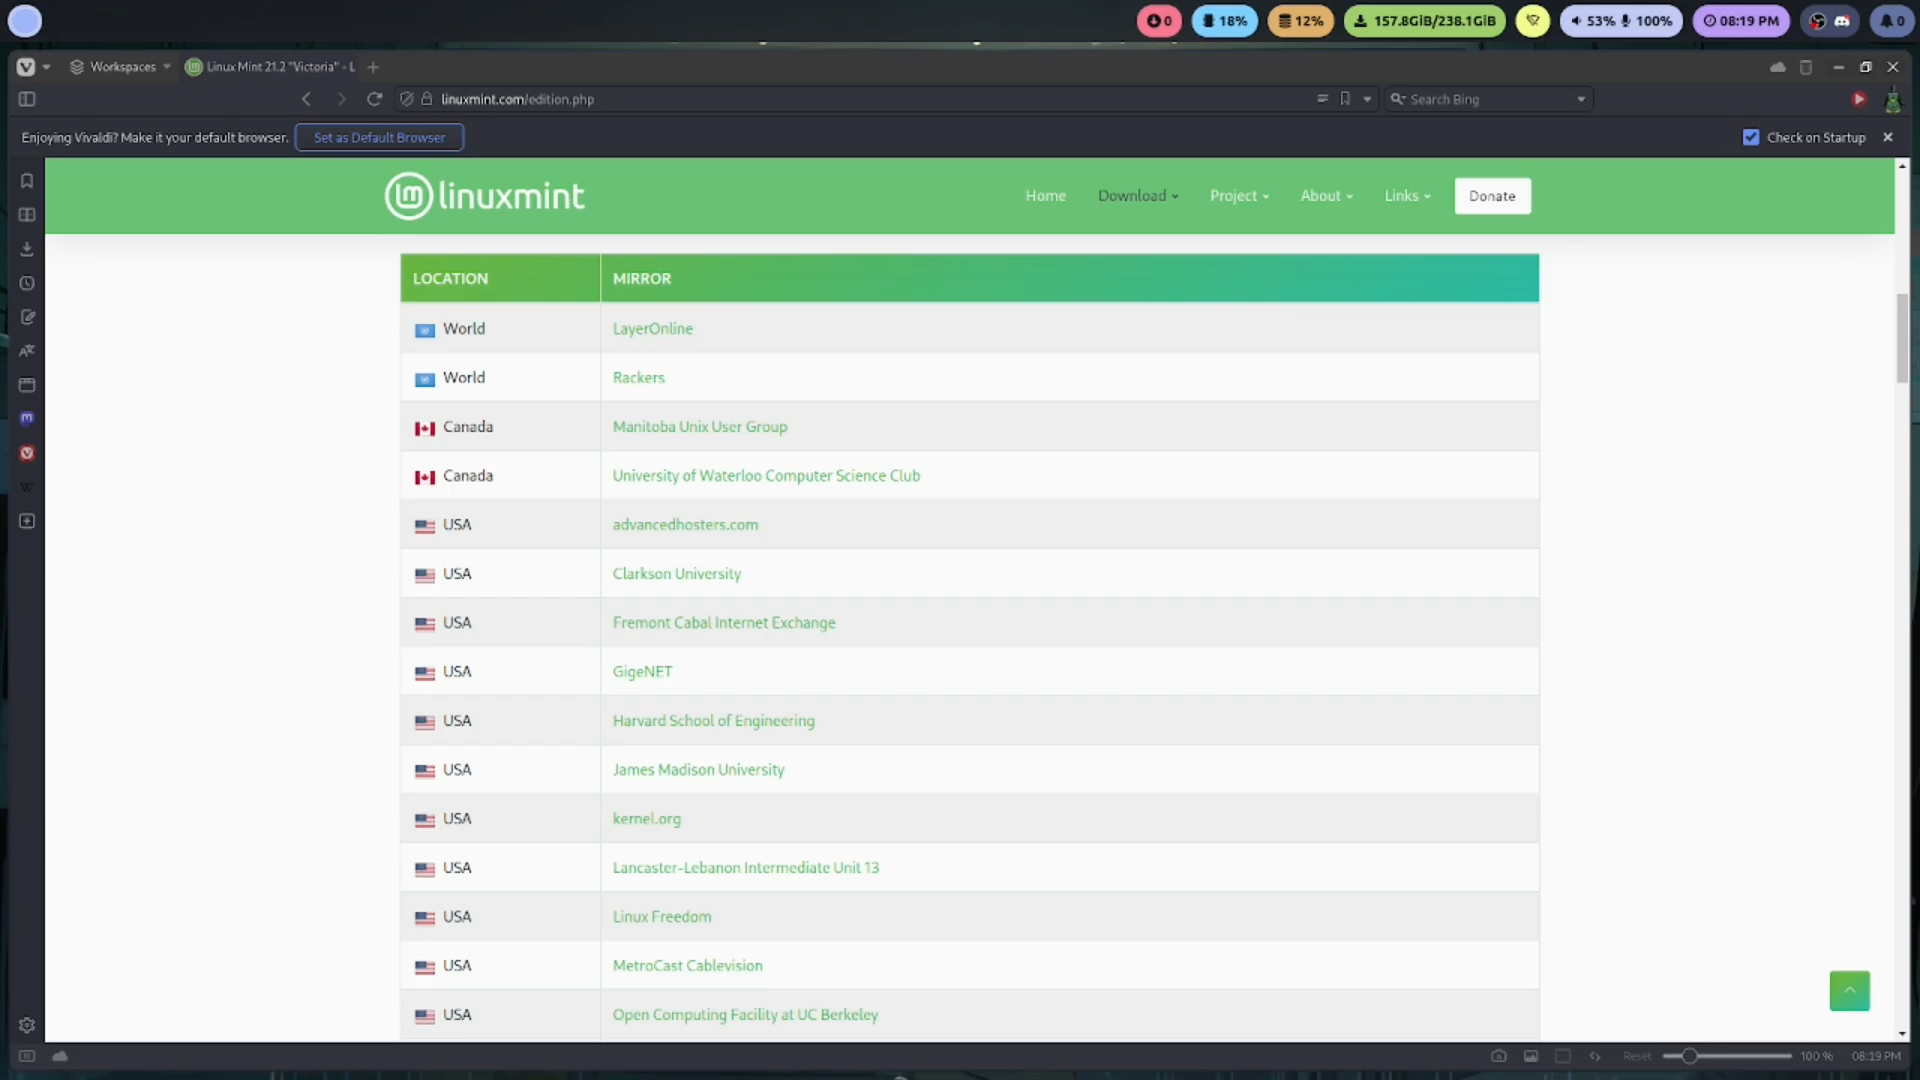 0 18% 12% 157.8GiB/238.1GiB 53% 100% 08:19 PM 0
Workspaces Linux Mint 21.2 "Victoria" - L
linuxmint.com/edition.php Search Bing
Enjoying Vivaldi? Make it your default browser. Set as Default Browser Check on Startup
linuxmint Home Download Project About Links Donate
LOCATION MIRROR
World LayerOnline
World Rackers
Canada Manitoba Unix User Group
Canada University of Waterloo Computer Science Club
USA advancedhosters.com
USA Clarkson University
USA Fremont Cabal Internet Exchange
USA GigeNET
USA Harvard School of Engineering
USA James Madison University
USA kernel.org
USA Lancaster-Lebanon Intermediate Unit 13
USA Linux Freedom
USA MetroCast Cablevision
USA Open Computing Facility at UC Berkeley
Reset 100 % 08:19 PM